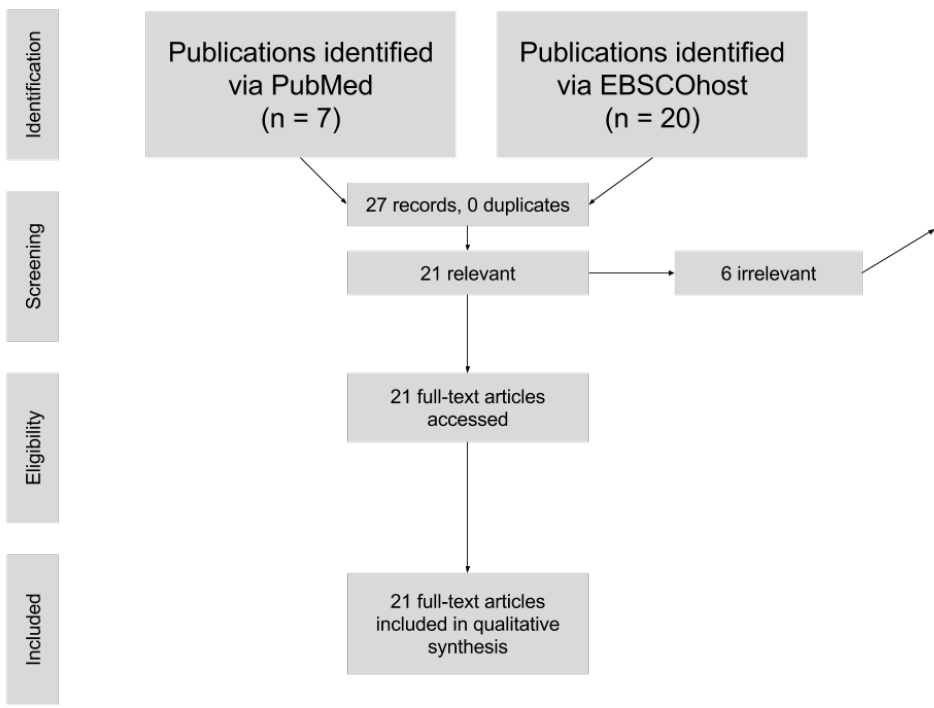 Identification
Publications identified
via PubMed
(n = 7)
Publications identified
via EBSCOhost
(n = 20)
Screening
27 records, 0 duplicates
21 relevant
6 irrelevant
Eligibility
21 full-text articles
accessed
Included
21 full-text articles
included in qualitative
synthesis